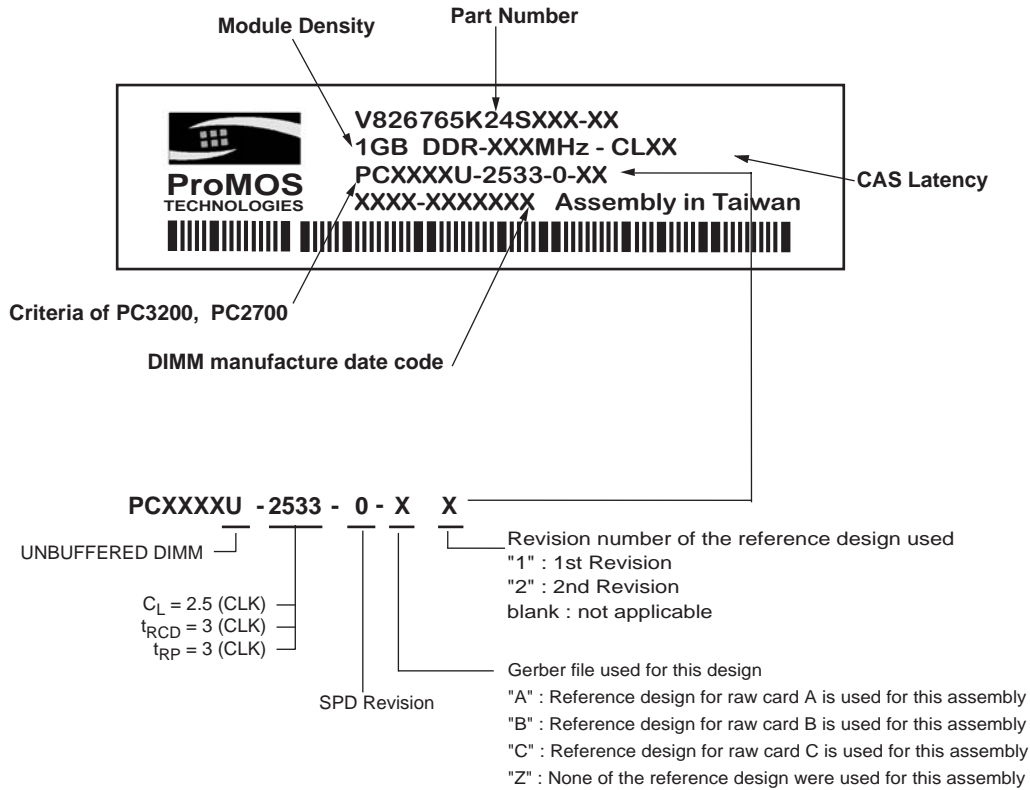 Module Density
Part Number
V826765K24SXXX-XX
1GB DDR-XXXMHz - CLXX
PCXXXXU-2533-0-XX
XXXX-XXXXXXX Assembly in Taiwan
ProMOS
TECHNOLOGIES
CAS Latency
Criteria of PC3200, PC2700
DIMM manufacture date code
PCXXXXU - 2533 - 0 - X X
UNBUFFERED DIMM
CL = 2.5 (CLK)
tRCD = 3 (CLK)
tRP = 3 (CLK)
SPD Revision
Revision number of the reference design used
"1" : 1st Revision
"2" : 2nd Revision
blank : not applicable
Gerber file used for this design
"A" : Reference design for raw card A is used for this assembly
"B" : Reference design for raw card B is used for this assembly
"C" : Reference design for raw card C is used for this assembly
"Z" : None of the reference design were used for this assembly